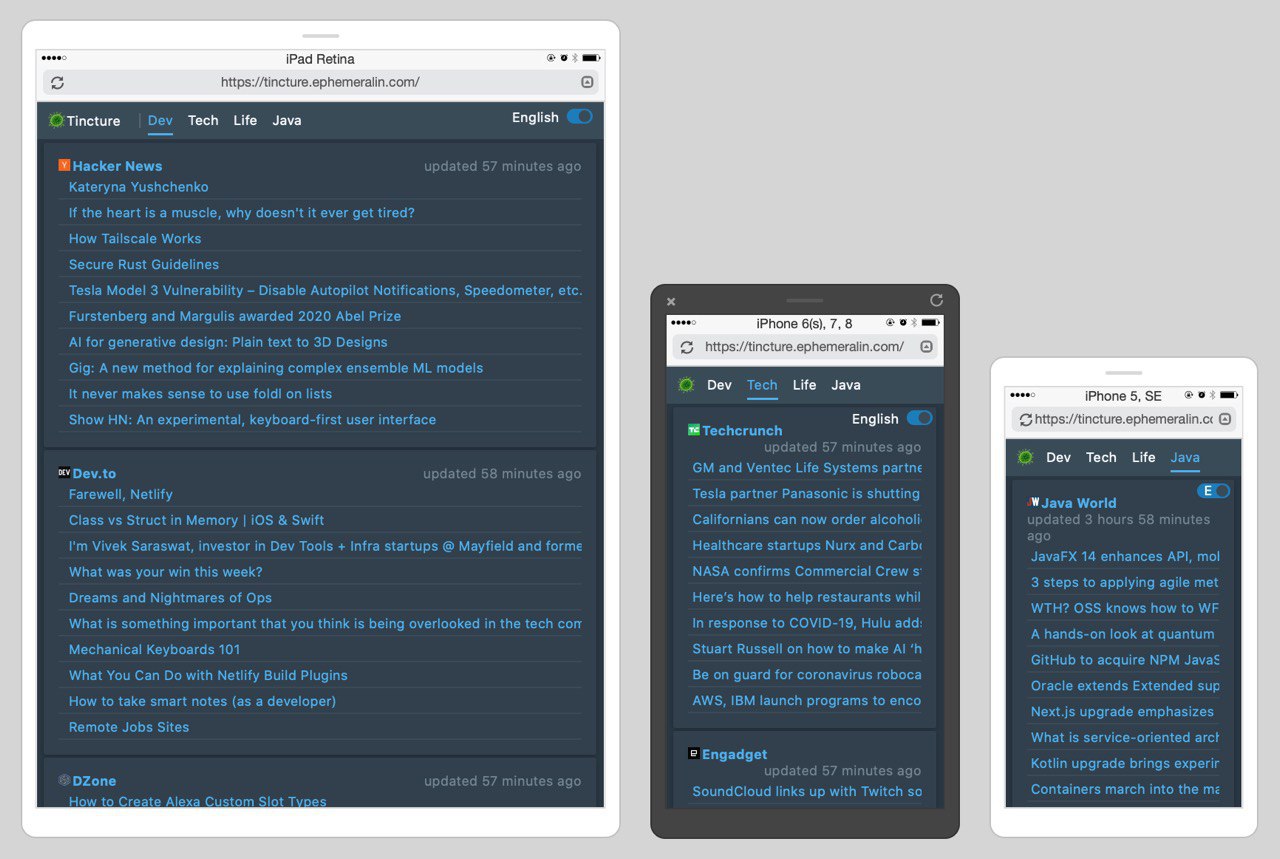 iPad Retina
https://tincture.ephemeralin.com/
Tincture Dev Tech Life Java English
Hacker News updated 57 minutes ago
Kateryna Yushchenko
If the heart is a muscle, why doesn't it ever get tired?
How Tailscale Works
Secure Rust Guidelines
Tesla Model 3 Vulnerability – Disable Autopilot Notifications, Speedometer, etc.
Furstenberg and Margulis awarded 2020 Abel Prize
AI for generative design: Plain text to 3D Designs
Gig: A new method for explaining complex ensemble ML models
It never makes sense to use foldl on lists
Show HN: An experimental, keyboard-first user interface
DEV Dev.to updated 58 minutes ago
Farewell, Netlify
Class vs Struct in Memory | iOS & Swift
I'm Vivek Saraswat, investor in Dev Tools + Infra startups @ Mayfield and forme
What was your win this week?
Dreams and Nightmares of Ops
What is something important that you think is being overlooked in the tech com
Mechanical Keyboards 101
What You Can Do with Netlify Build Plugins
How to take smart notes (as a developer)
Remote Jobs Sites
DZone updated 57 minutes ago
How to Create Alexa Custom Slot Types
iPhone 6(s), 7, 8
https://tincture.ephemeralin.com/
Dev Tech Life Java
English
Techcrunch
updated 57 minutes ago
GM and Ventec Life Systems partne
Tesla partner Panasonic is shutting
Californians can now order alcoholi
Healthcare startups Nurx and Carbo
NASA confirms Commercial Crew st
Here's how to help restaurants whil
In response to COVID-19, Hulu adds
Stuart Russell on how to make AI 'h
Be on guard for coronavirus roboca
AWS, IBM launch programs to enco
Engadget
updated 57 minutes ago
SoundCloud links up with Twitch so
iPhone 5, SE
https://tincture.ephemeralin.cc
Dev Tech Life Java
E
JW Java World
updated 3 hours 58 minutes
ago
JavaFX 14 enhances API, mol
3 steps to applying agile met
WTH? OSS knows how to WF
A hands-on look at quantum
GitHub to acquire NPM JavaS
Oracle extends Extended sup
Next.js upgrade emphasizes
What is service-oriented arch
Kotlin upgrade brings experin
Containers march into the ma